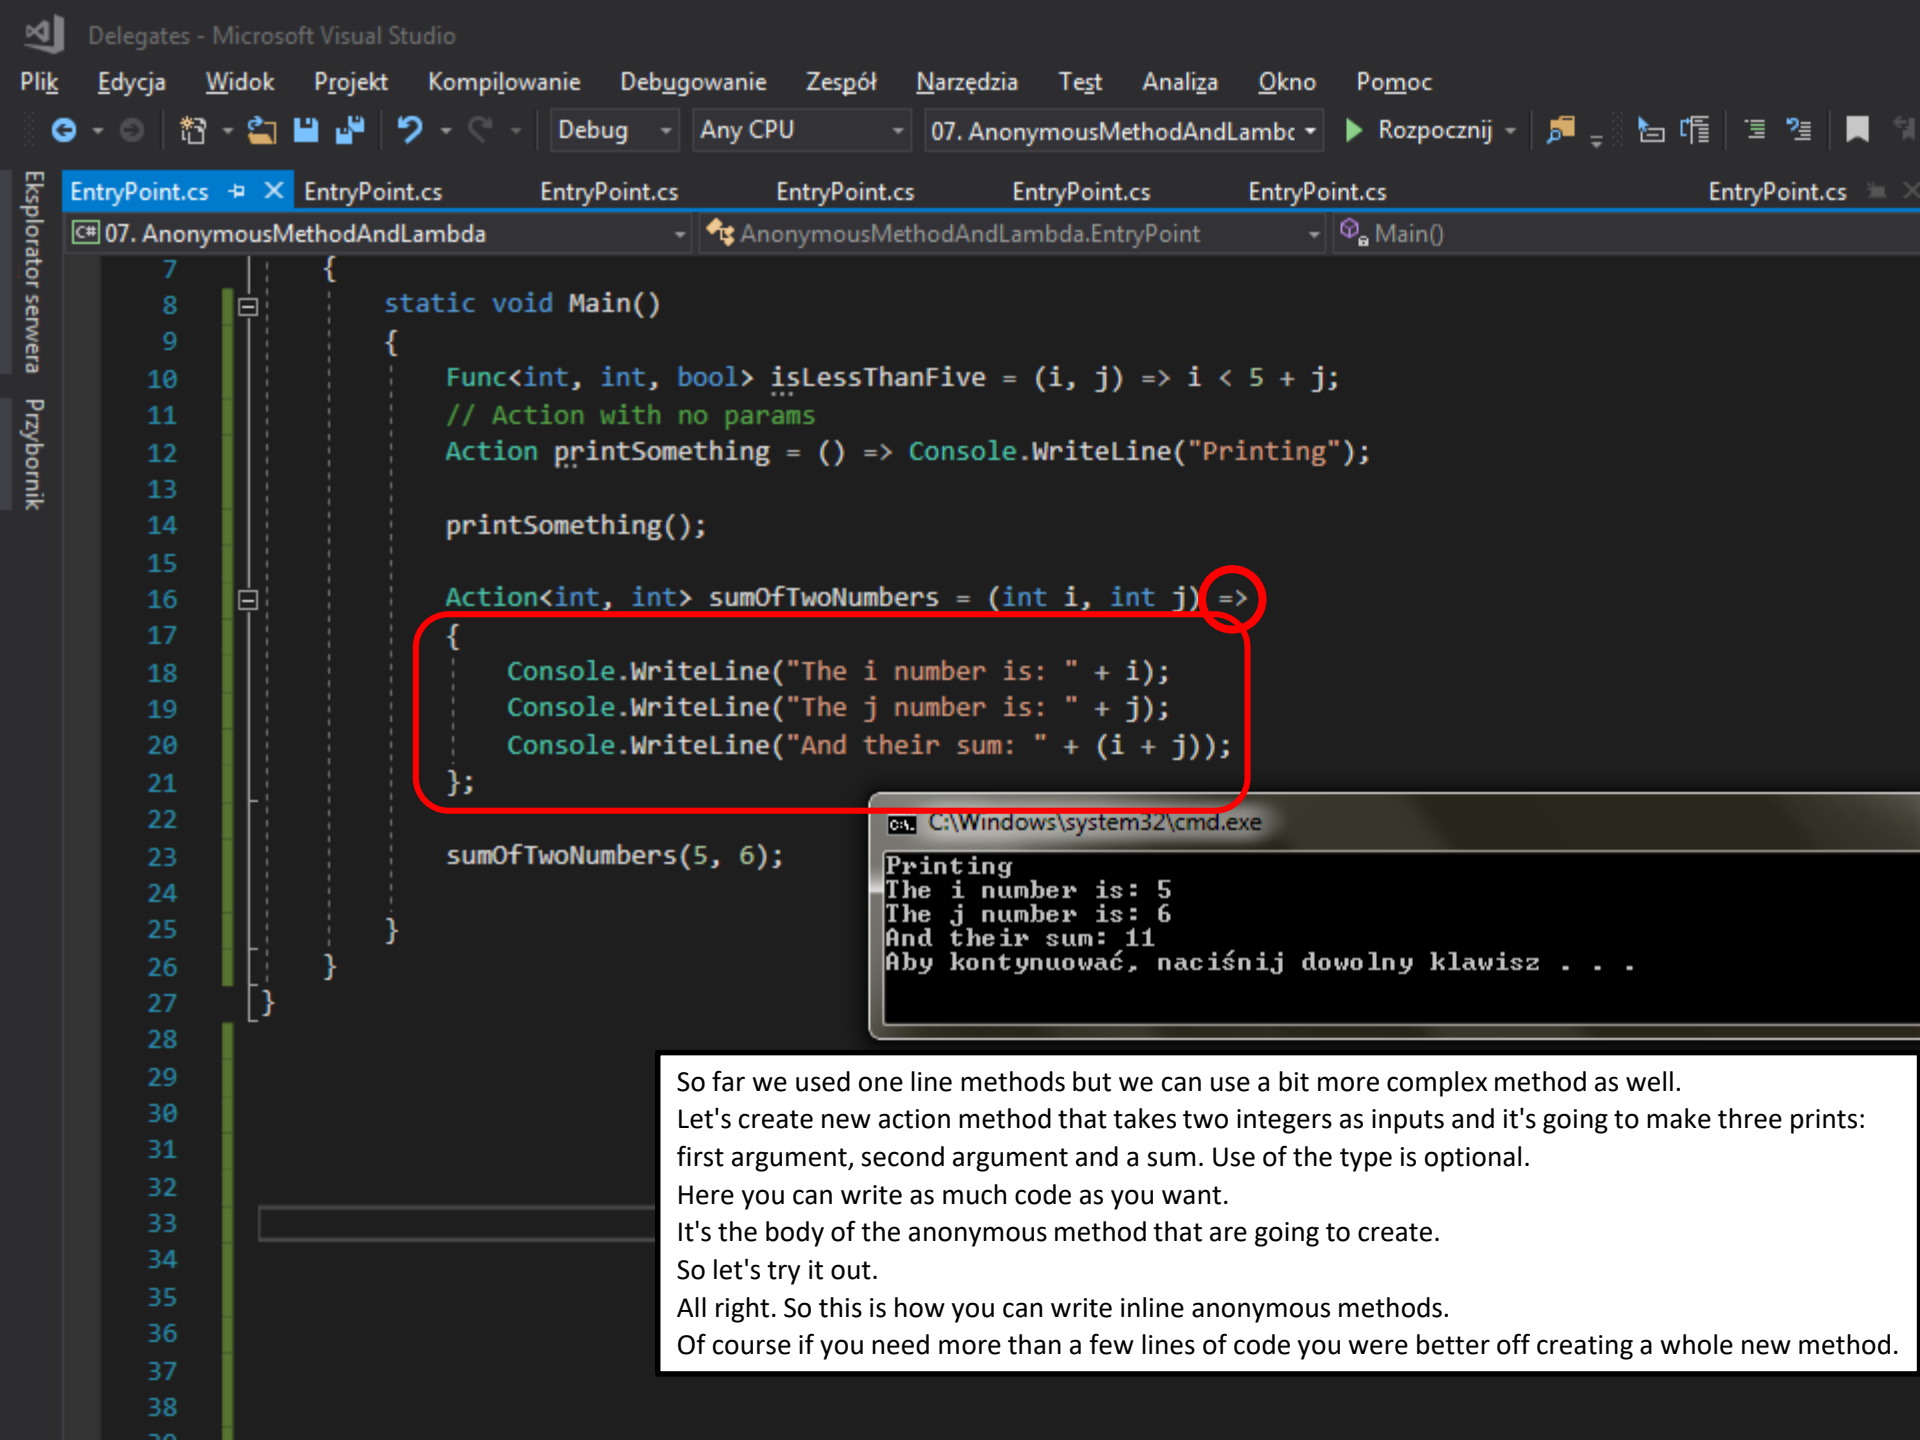 Delegates - Microsoft Visual Studio
Plik Edycja Widok Projekt Kompilowanie Debugowanie Zespół Narzędzia Test Analiza Okno Pomoc
Debug Any CPU 07. AnonymousMethodAndLambc Rozpocznij
EntryPoint.cs EntryPoint.cs EntryPoint.cs EntryPoint.cs EntryPoint.cs EntryPoint.cs EntryPoint.cs
C# 07. AnonymousMethodAndLambda AnonymousMethodAndLambda.EntryPoint Main()
Eksplorator serwera
Przybornik
7 {
8 static void Main()
9 {
10 Func<int, int, bool> isLessThanFive = (i, j) => i < 5 + j;
11 // Action with no params
12 Action printSomething = () => Console.WriteLine("Printing");
13
14 printSomething();
15
16 Action<int, int> sumOfTwoNumbers = (int i, int j) =>
17 {
18 Console.WriteLine("The i number is: " + i);
19 Console.WriteLine("The j number is: " + j);
20 Console.WriteLine("And their sum: " + (i + j));
21 };
22
23 sumOfTwoNumbers(5, 6);
24
25 }
26 }
27 }
28
29
30
31
32
33
34
35
36
37
38
C:\Windows\system32\cmd.exe
Printing
The i number is: 5
The j number is: 6
And their sum: 11
Aby kontynuować, naciśnij dowolny klawisz . . .
So far we used one line methods but we can use a bit more complex method as well.
Let's create new action method that takes two integers as inputs and it's going to make three prints:
first argument, second argument and a sum. Use of the type is optional.
Here you can write as much code as you want.
It's the body of the anonymous method that are going to create.
So let's try it out.
All right. So this is how you can write inline anonymous methods.
Of course if you need more than a few lines of code you were better off creating a whole new method.